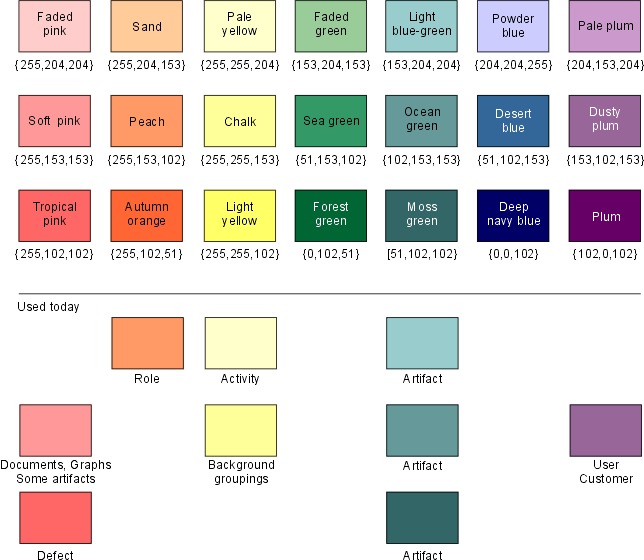 Faded
pink
Sand
Pale
yellow
Faded
green
Light
blue-green
Powder
blue
Pale plum
{255,204,204}
{255,204,153}
{255,255,204}
{153,204,153}
{153,204,204}
{204,204,255}
{204,153,204}
Soft pink
Peach
Chalk
Sea green
Ocean
green
Desert
blue
Dusty
plum
{255,153,153}
{255,153,102}
{255,255,153}
{51,153,102}
{102,153,153}
{51,102,153}
{153,102,153}
Tropical
pink
Autumn
orange
Light
yellow
Forest
green
Moss
green
Deep
navy blue
Plum
{255,102,102}
{255,102,51}
{255,255,102}
{0,102,51}
[51,102,102}
{0,0,102}
{102,0,102}
Used today
Role
Activity
Artifact
Documents, Graphs
Some artifacts
Background
groupings
Artifact
User
Customer
Defect
Artifact